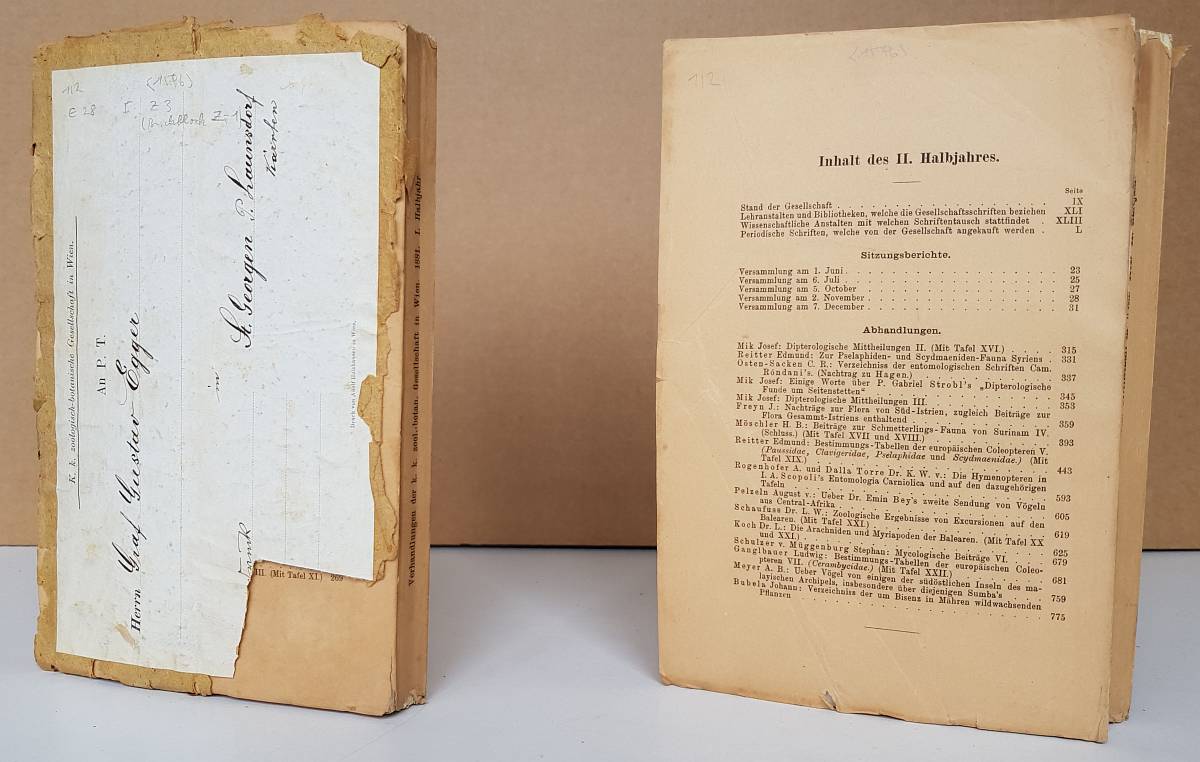 112
(1576)
E 28 I Z 3
K. k. zoologisch-botanische Gesellschaft in Wien.
An P. T.
Herrn Graf Gustav Egger
in
St. Georgen P. Launsdorf
Kärnten
III. (Mit Tafel XI.) 269
Verhandlungen der k. k. zool.-botan. Gesellschaft in Wien. 1881. I. Halbjahr
112
(1576)
Inhalt des II. Halbjahres.
Seite
Stand der Gesellschaft IX
Lehranstalten und Bibliotheken, welche die Gesellschaftsschriften beziehen XLI
Wissenschaftliche Anstalten mit welchen Schriftentausch stattfindet XLIII
Periodische Schriften, welche von der Gesellschaft angekauft werden L
Sitzungsberichte.
Versammlung am 1. Juni 23
Versammlung am 6. Juli 25
Versammlung am 5. October 27
Versammlung am 2. November 28
Versammlung am 7. December 31
Abhandlungen.
Mik Josef: Dipterologische Mittheilungen II. (Mit Tafel XVI.) 315
Reitter Edmund: Zur Pselaphiden- und Scydmaeniden-Fauna Syriens 331
Osten-Sacken C. R.: Verzeichniss der entomologischen Schriften Cam.
Rondani's. (Nachtrag zu Hagen.) 337
Mik Josef: Einige Worte über P. Gabriel Strobl's „Dipterologische
Funde um Seitenstetten“ 345
Mik Josef: Dipterologische Mittheilungen III. 353
Freyn J.: Nachträge zur Flora von Süd-Istrien, zugleich Beiträge zur
Flora Gesammt-Istriens enthaltend 359
Möschler H. B.: Beiträge zur Schmetterlings-Fauna von Surinam IV.
(Schluss.) (Mit Tafel XVII und XVIII.) 393
Reitter Edmund: Bestimmungs-Tabellen der europäischen Coleopteren V.
(Paussidae, Clavigeridae, Pselaphidae und Scydmaenidae.) (Mit
Tafel XIX.) 443
Rogenhofer A. und Dalla Torre Dr. K. W. v.: Die Hymenopteren in
I. A. Scopoli's Entomologia Carniolica und auf den dazugehörigen
Tafeln 593
Pelzeln August v.: Ueber Dr. Emin Bey's zweite Sendung von Vögeln
aus Central-Afrika 605
Schaufuss Dr. L. W.: Zoologische Ergebnisse von Excursionen auf den
Balearen. (Mit Tafel XXI.) 619
Koch Dr. L.: Die Arachniden und Myriapoden der Balearen. (Mit Tafel XX
und XXI.) 625
Schulzer v. Müggenburg Stephan: Mycologische Beiträge VI. 679
Ganglbauer Ludwig: Bestimmungs-Tabellen der europäischen Coleo-
pteren VII. (Cerambycidae.) (Mit Tafel XXII.) 681
Meyer A. B.: Ueber Vögel von einigen der südöstlichen Inseln des ma-
layischen Archipels, insbesondere über diejenigen Sumba's 759
Bubela Johann: Verzeichniss der um Bisenz in Mähren wildwachsenden
Pflanzen 775